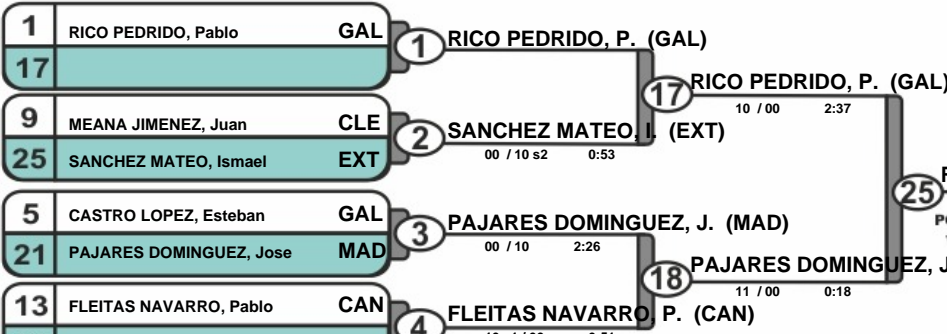 1 RICO PEDRIDO, Pablo GAL
17
1 RICO PEDRIDO, P. (GAL)
9 MEANA JIMENEZ, Juan CLE
25 SANCHEZ MATEO, Ismael EXT
2 SANCHEZ MATEO, I. (EXT)
00 / 10 s2 0:53
17 RICO PEDRIDO, P. (GAL)
10 / 00 2:37
5 CASTRO LOPEZ, Esteban GAL
21 PAJARES DOMINGUEZ, Jose MAD
3 PAJARES DOMINGUEZ, J. (MAD)
00 / 10 2:26
13 FLEITAS NAVARRO, Pablo CAN
4 FLEITAS NAVARRO, P. (CAN)
18 PAJARES DOMINGUEZ, J
11 / 00 0:18
25